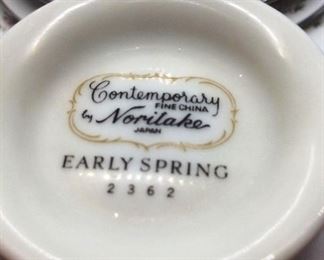 Contemporary
FINE CHINA
by Noritake
JAPAN
EARLY SPRING
2362